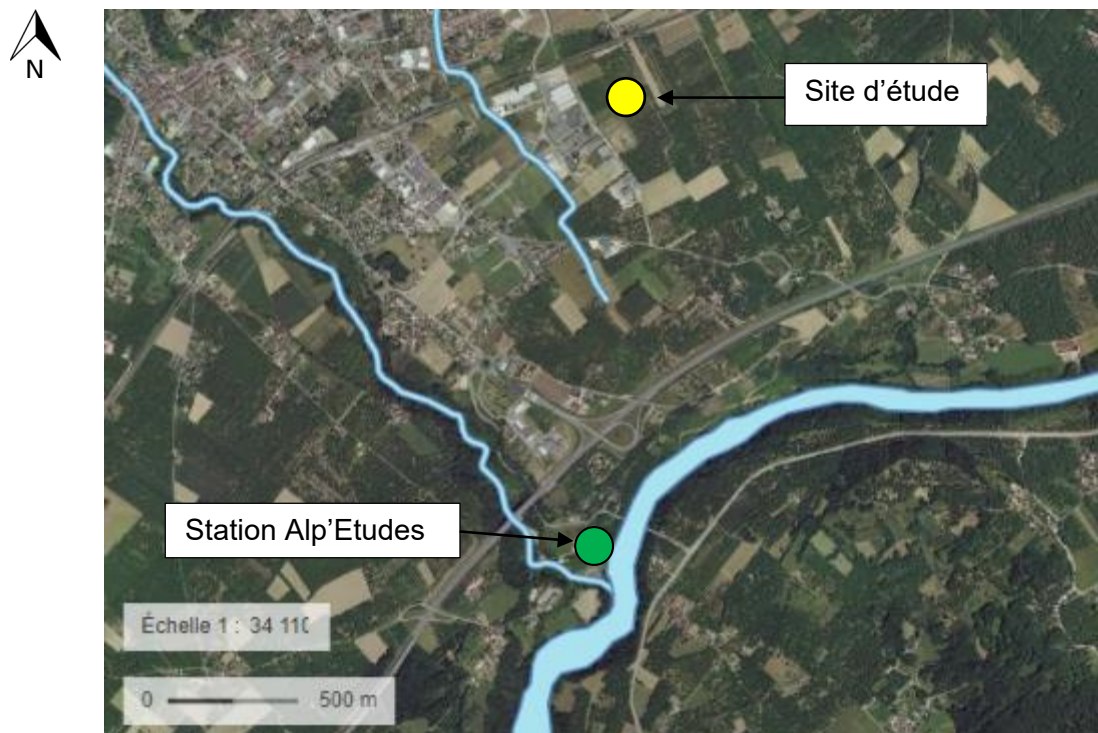 N
Site d'étude
Station Alp'Etudes
Échelle 1 : 34 110
0 500 m